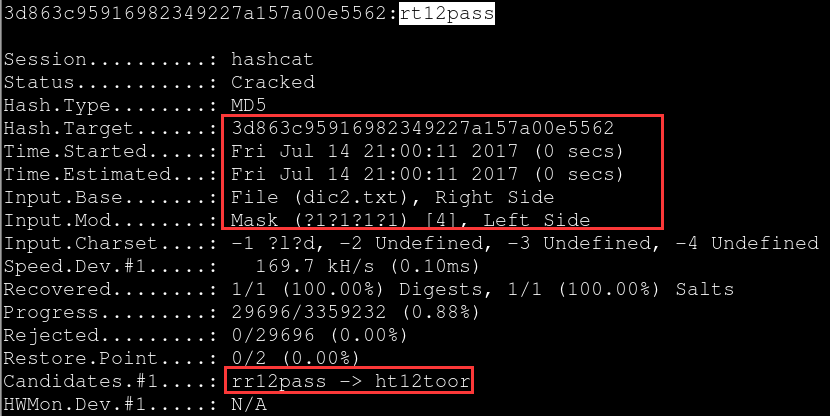 3d863c95916982349227a157a00e5562:rt12pass
Session..........: hashcat
Status...........: Cracked
Hash.Type........: MD5
Hash.Target......: 3d863c95916982349227a157a00e5562
Time.Started.....: Fri Jul 14 21:00:11 2017 (0 secs)
Time.Estimated...: Fri Jul 14 21:00:11 2017 (0 secs)
Input.Base.......: File (dic2.txt), Right Side
Input.Mod........: Mask (?1?1?1?1) [4], Left Side
Input.Charset....: -1 ?l?d, -2 Undefined, -3 Undefined, -4 Undefined
Speed.Dev.#1.....:   169.7 kH/s (0.10ms)
Recovered........: 1/1 (100.00%) Digests, 1/1 (100.00%) Salts
Progress.........: 29696/3359232 (0.88%)
Rejected.........: 0/29696 (0.00%)
Restore.Point....: 0/2 (0.00%)
Candidates.#1....: rr12pass -> ht12toor
HWMon.Dev.#1.....: N/A